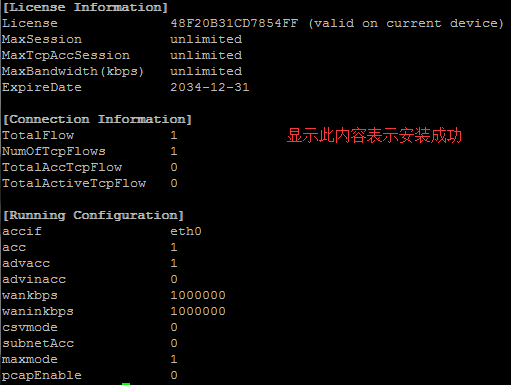 [License Information]
License 48F20B31CD7854FF (valid on current device)
MaxSession unlimited
MaxTcpAccSession unlimited
MaxBandwidth(kbps) unlimited
ExpireDate 2034-12-31
[Connection Information]
TotalFlow 1
显示此内容表示安装成功
NumOfTcpFlows 1
TotalAccTcpFlow 0
TotalActiveTcpFlow 0
[Running Configuration]
accif eth0
acc 1
advacc 1
advinacc 0
wankbps 1000000
waninkbps 1000000
csvmode 0
subnetAcc 0
maxmode 1
pcapEnable 0